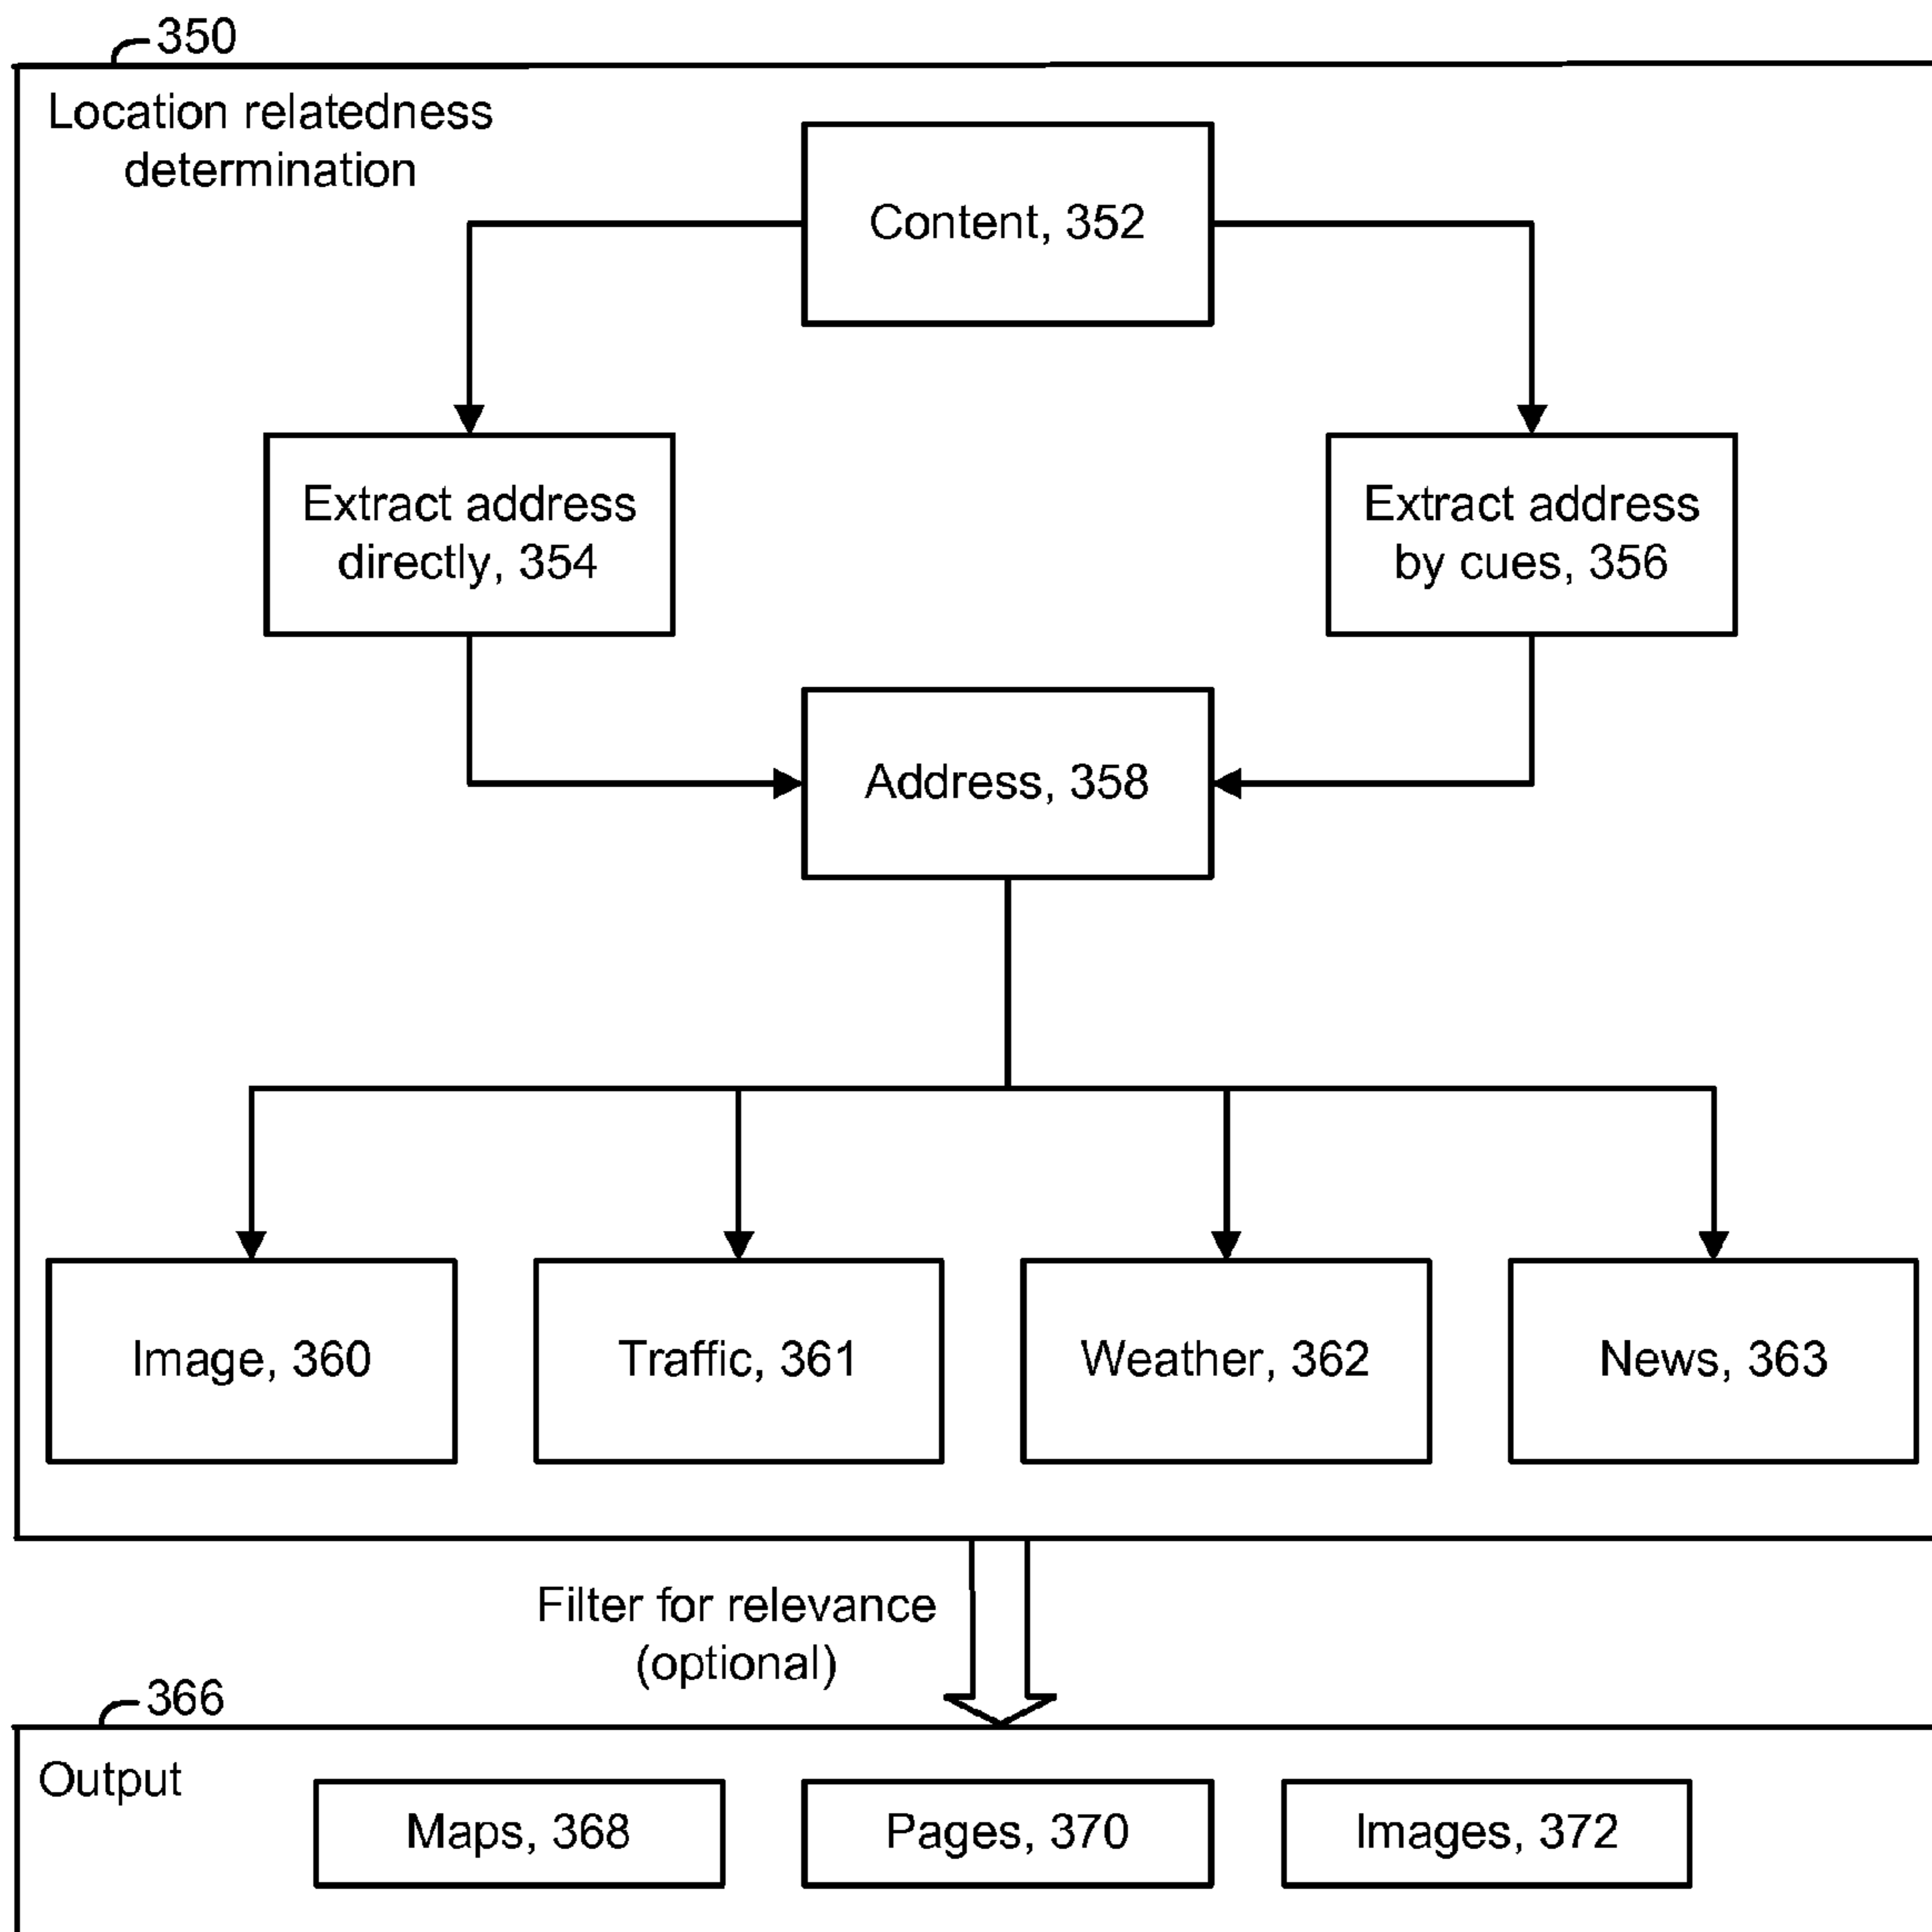 350
Location relatedness
determination
Content, 352
Extract address
directly, 354
Extract address
by cues, 356
Address, 358
Image, 360
Traffic, 361
Weather, 362
News, 363
Filter for relevance
(optional)
366
Output
Maps, 368
Pages, 370
Images, 372